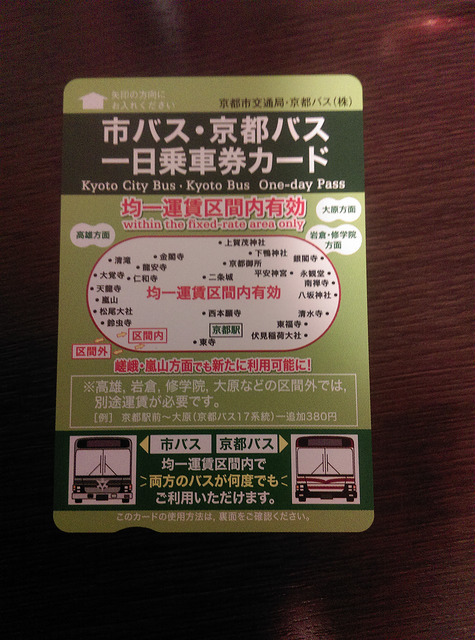 矢印の方向に
お入れください
京都市交通局・京都バス(株)
市バス・京都バス
一日乗車券カード
Kyoto City Bus・Kyoto Bus One-day Pass
均一運賃区間内有効
within the fixed-rate area only
大原方面
高雄方面
岩倉・修学院
方面
・上賀茂神社
・下鴨神社
銀閣寺・
・清滝
・金閣寺
・京都御所
・龍安寺
平安神宮・
永観堂・
・大覚寺
・仁和寺
・二条城
南禅寺・
・天龍寺
均一運賃区間内有効
八坂神社・
・嵐山
・松尾大社
・西本願寺
清水寺・
・鈴虫寺
京都駅
東福寺・
区間内
伏見稲荷大社・
・東寺
区間外
嵯峨・嵐山方面でも新たに利用可能に!
※高雄, 岩倉, 修学院, 大原などの区間外では,
別途運賃が必要です。
[例] 京都駅前〜大原(京都バス17系統)―追加380円
市バス 京都バス
均一運賃区間内で
両方のバスが何度でも
ご利用いただけます。
このカードの使用方法は, 裏面をご確認ください。